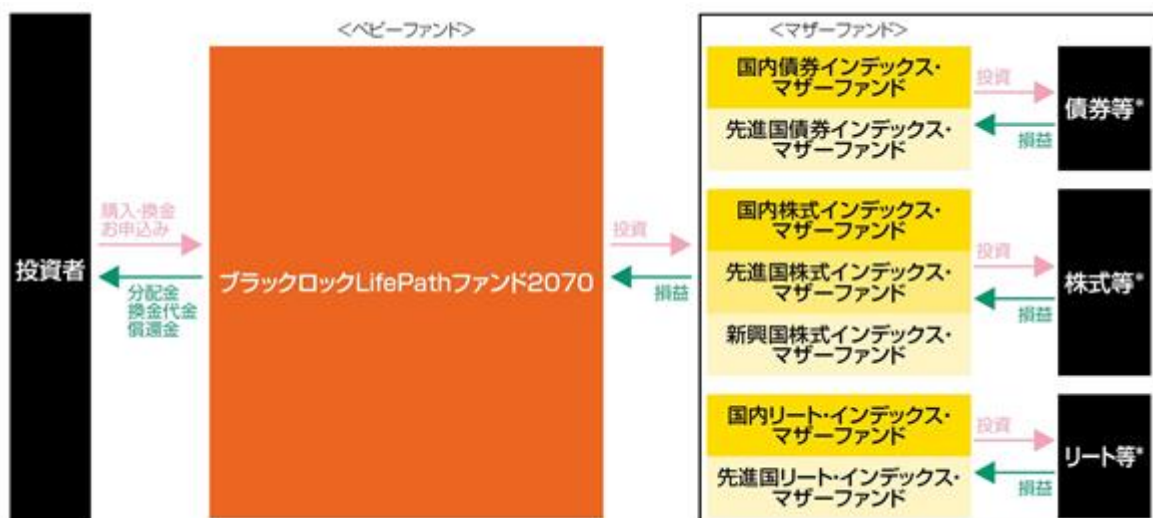 <ベビーファンド>
<マザーファンド>
投資者
購入・換金
お申込み
分配金
換金代金
償還金
ブラックロックLifePathファンド2070
投資
損益
国内債券インデックス・
マザーファンド
先進国債券インデックス・
マザーファンド
投資
損益
債券等*
国内株式インデックス・
マザーファンド
先進国株式インデックス・
マザーファンド
新興国株式インデックス・
マザーファンド
投資
損益
株式等*
国内リート・インデックス・
マザーファンド
先進国リート・インデックス・
マザーファンド
投資
損益
リート等*